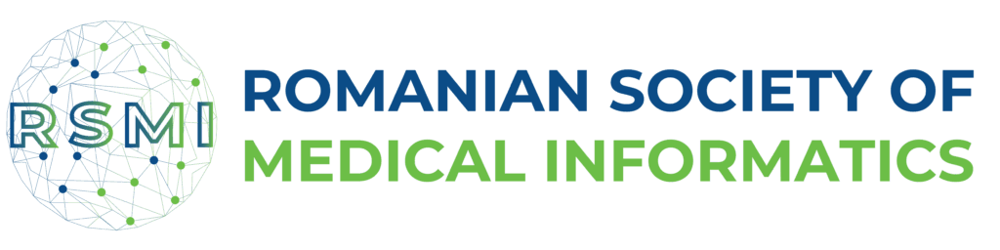 RSMI
ROMANIAN SOCIETY OF
MEDICAL INFORMATICS